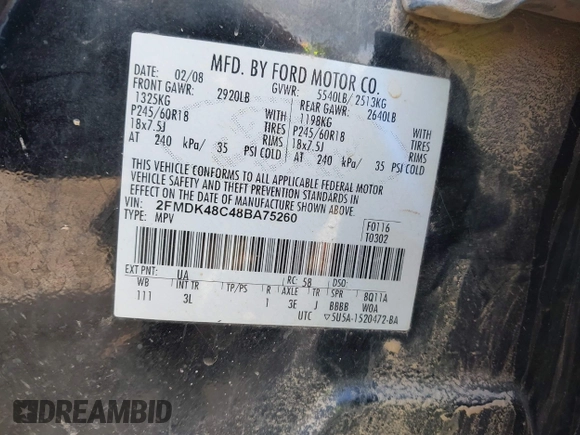 MFD. BY FORD MOTOR CO.
DATE: 02/08 GVWR: 5540LB/ 2513KG
FRONT GAWR: 2920LB REAR GAWR: 2640LB
1325KG WITH 1198KG WITH
P245/60R18 TIRES P245/60R18 TIRES
18x7.5J RIMS 18x7.5J RIMS
AT 240 kPa/ 35 PSI COLD AT 240 kPa/ 35 PSI COLD
THIS VEHICLE CONFORMS TO ALL APPLICABLE FEDERAL MOTOR
VEHICLE SAFETY AND THEFT PREVENTION STANDARDS IN
EFFECT ON THE DATE OF MANUFACTURE SHOWN ABOVE.
VIN: 2FMDK48C48BA75260
TYPE: MPV
F0116
T0302
EXT PNT: UA RC: 58 DSO:
WB INT TR TP/PS R AXLE TR SPR 8Q11A
111 3L 1 3E J BBBB WOA
UTC ▽5U5A-1520472-BA
DREAMBID